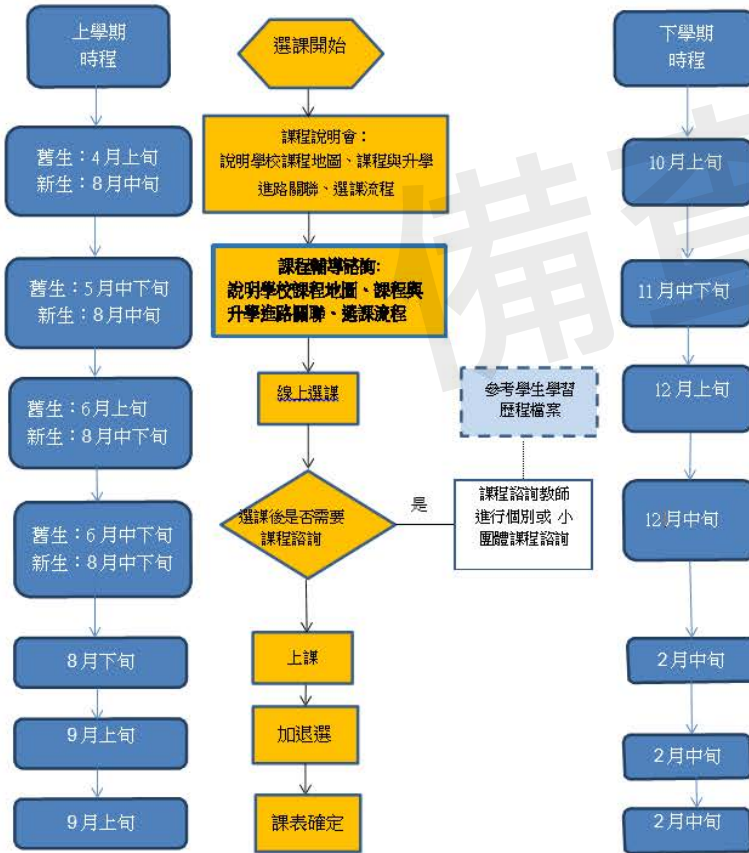 上學期
時程
選課開始
下學期
時程
舊生：4月上旬
新生：8月中旬
課程說明會：
說明學校課程地圖、課程與升學
進路關聯、選課流程
10月上旬
舊生：5月中下旬
新生：8月中旬
課程輔導諮詢:
說明學校課程地圖、課程與
升學進路關聯、選課流程
11月中下旬
舊生：6月上旬
新生：8月中下旬
線上選課
參考學生學習
歷程檔案
12月上旬
舊生：6月中下旬
新生：8月中下旬
選課後是否需要
課程諮詢
是
課程諮詢教師
進行個別或 小
團體課程諮詢
12月中旬
8月下旬
上課
2月中旬
9月上旬
加退選
2月中旬
9月上旬
課表確定
2月中旬
備查